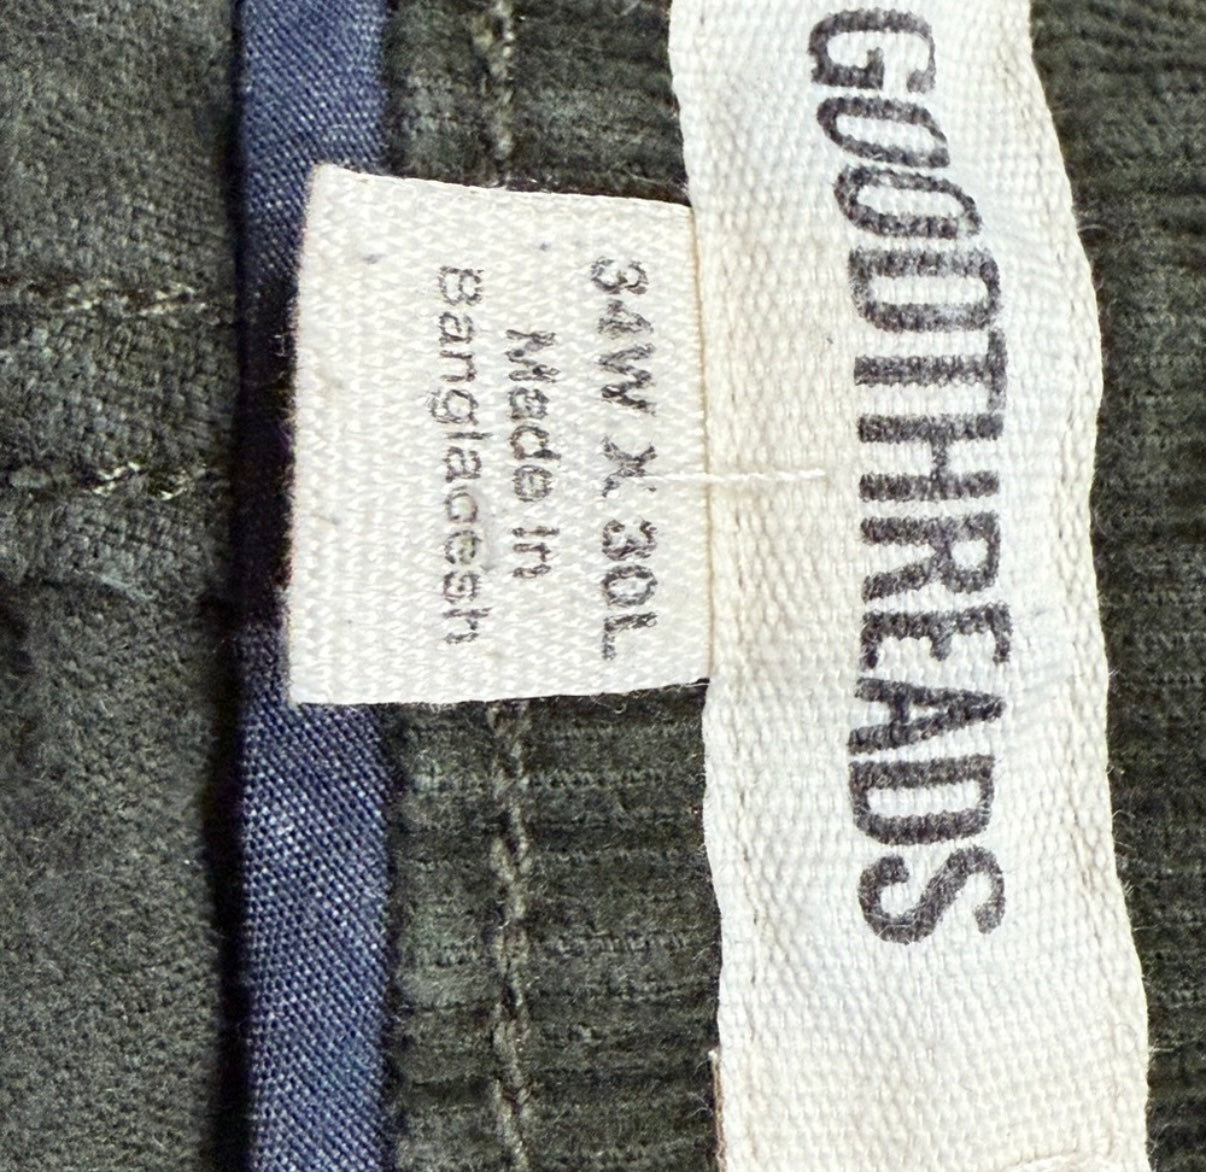 GOODTHREADS
34W X 30L
Made In
Bangladesh